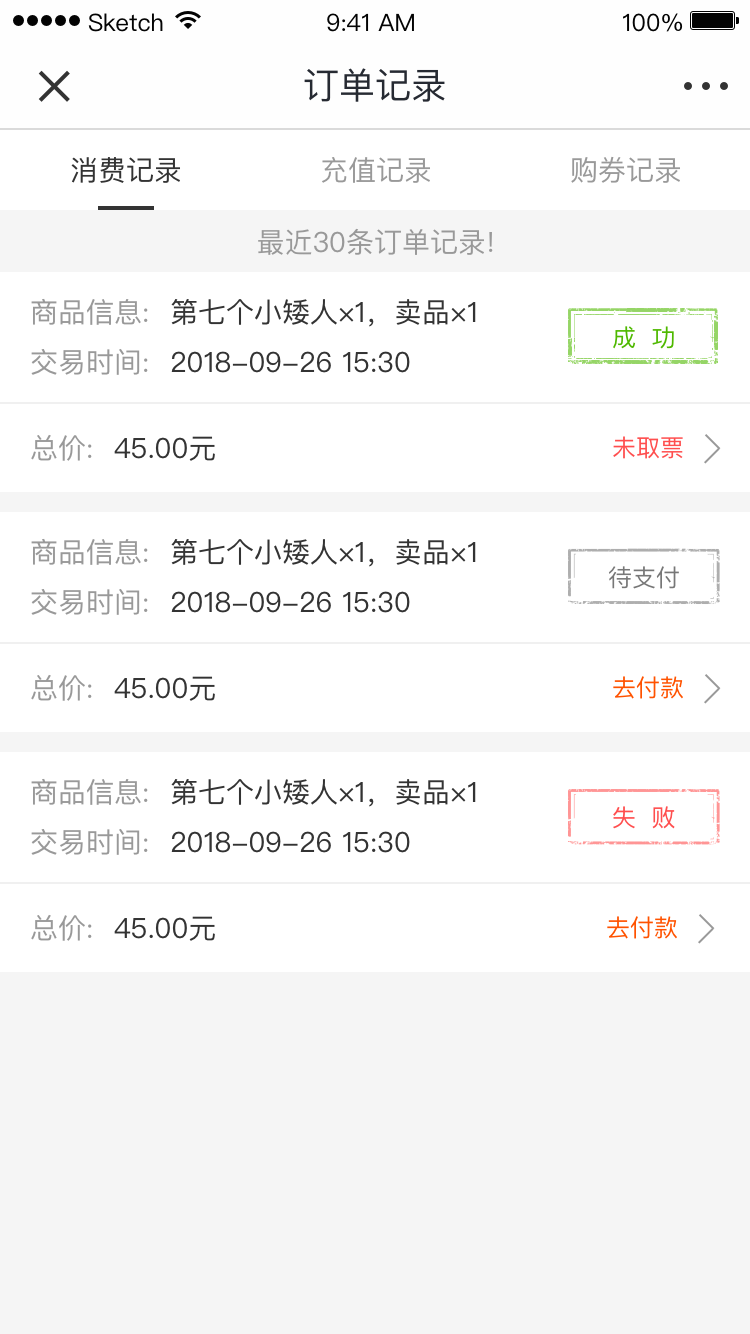 Sketch 9:41 AM 100%
订单记录
消费记录 充值记录 购券记录
最近30条订单记录!
商品信息: 第七个小矮人×1，卖品×1
成 功
交易时间: 2018-09-26 15:30
总价: 45.00元 未取票
商品信息: 第七个小矮人×1，卖品×1
待支付
交易时间: 2018-09-26 15:30
总价: 45.00元 去付款
商品信息: 第七个小矮人×1，卖品×1
失 败
交易时间: 2018-09-26 15:30
总价: 45.00元 去付款